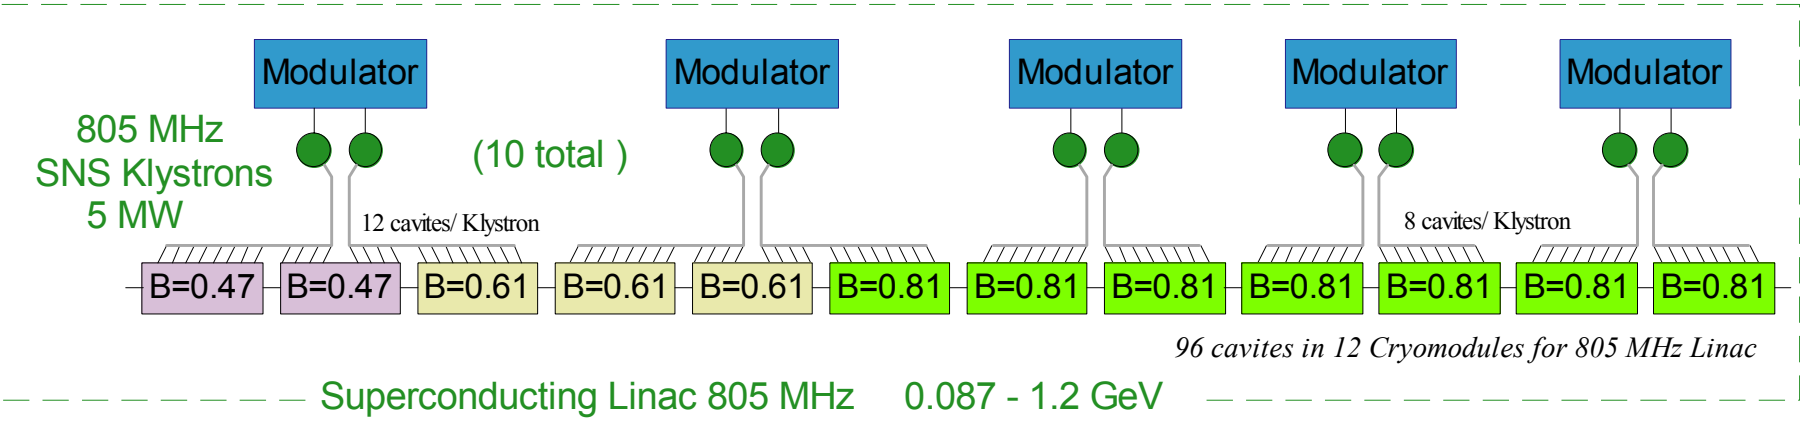 Modulator Modulator Modulator Modulator Modulator
805 MHz
SNS Klystrons
5 MW
(10 total )
12 cavites/ Klystron
8 cavites/ Klystron
B=0.47 B=0.47 B=0.61 B=0.61 B=0.61 B=0.81 B=0.81 B=0.81 B=0.81 B=0.81 B=0.81 B=0.81
96 cavites in 12 Cryomodules for 805 MHz Linac
Superconducting Linac 805 MHz 0.087 - 1.2 GeV